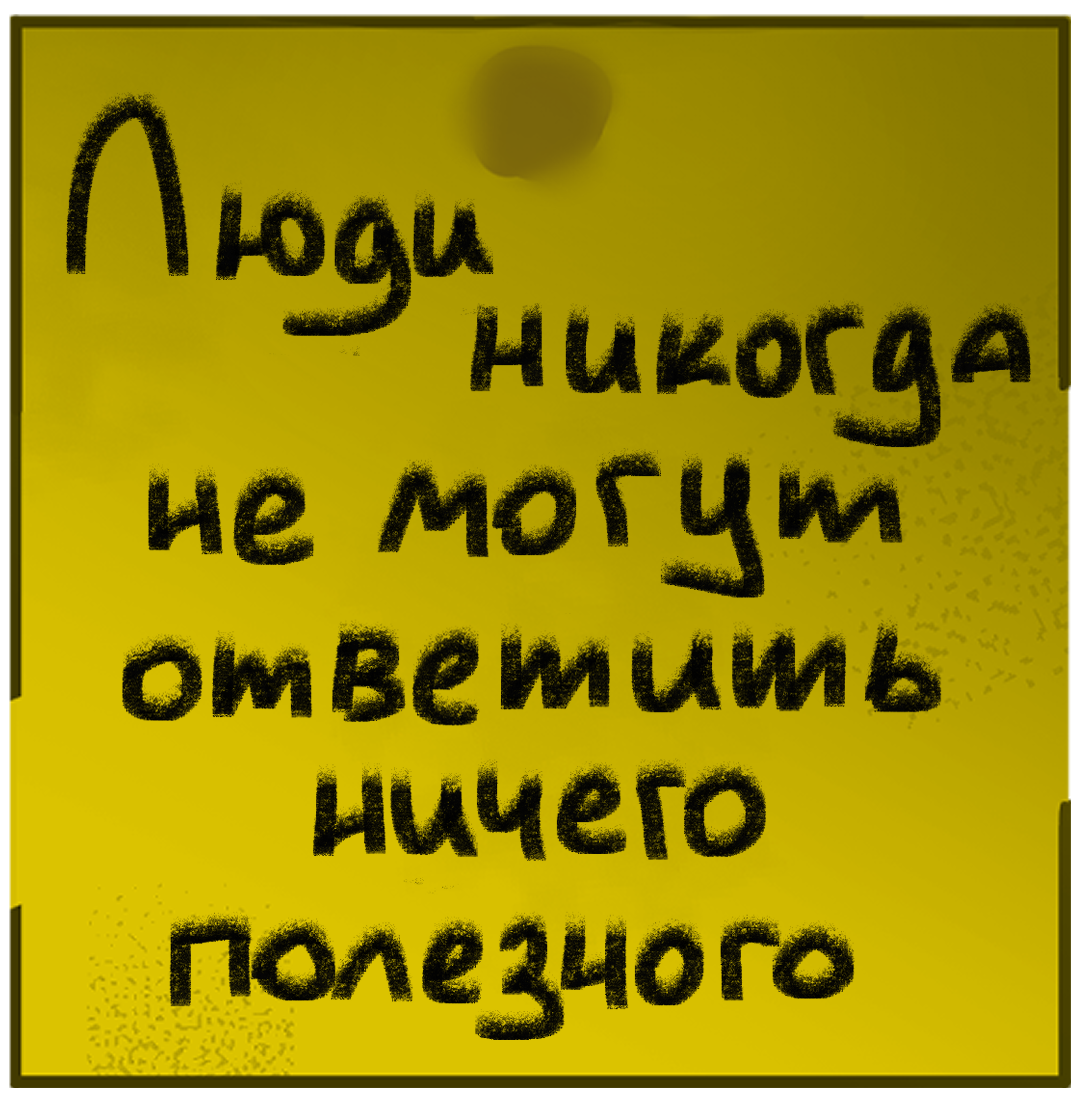 Люди
никогда
не могут
ответить
ничего
полезного